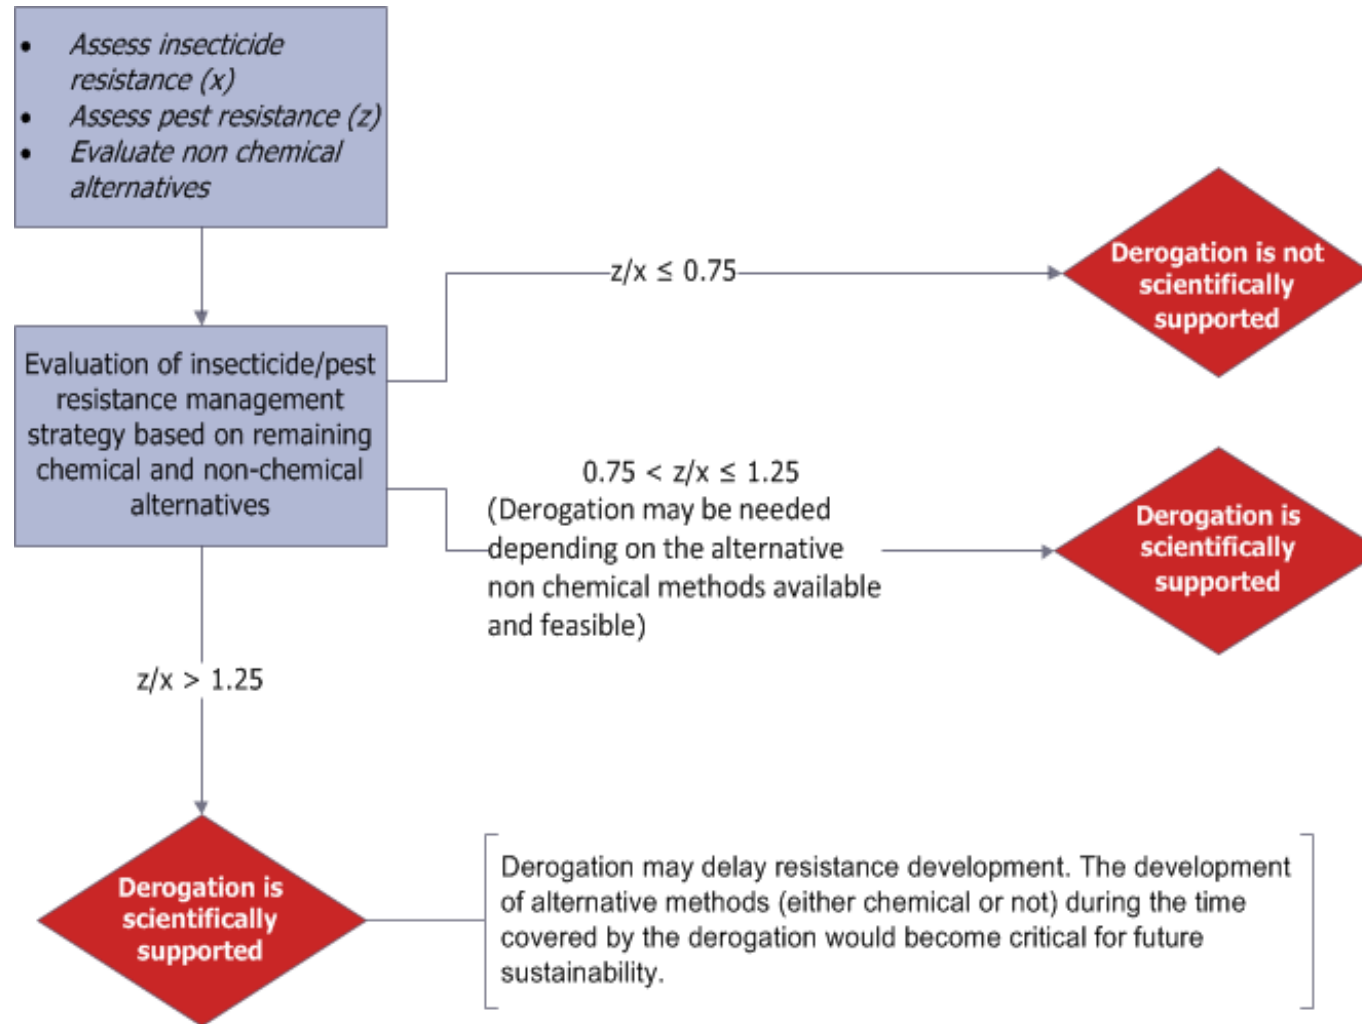 • Assess insecticide
resistance (x)
• Assess pest resistance (z)
• Evaluate non chemical
alternatives
z/x ≤ 0.75
Derogation is not
scientifically
supported
Evaluation of insecticide/pest
resistance management
strategy based on remaining
chemical and non-chemical
alternatives
0.75 < z/x ≤ 1.25
(Derogation may be needed
depending on the alternative
non chemical methods available
and feasible)
Derogation is
scientifically
supported
z/x > 1.25
Derogation is
scientifically
supported
Derogation may delay resistance development. The development
of alternative methods (either chemical or not) during the time
covered by the derogation would become critical for future
sustainability.